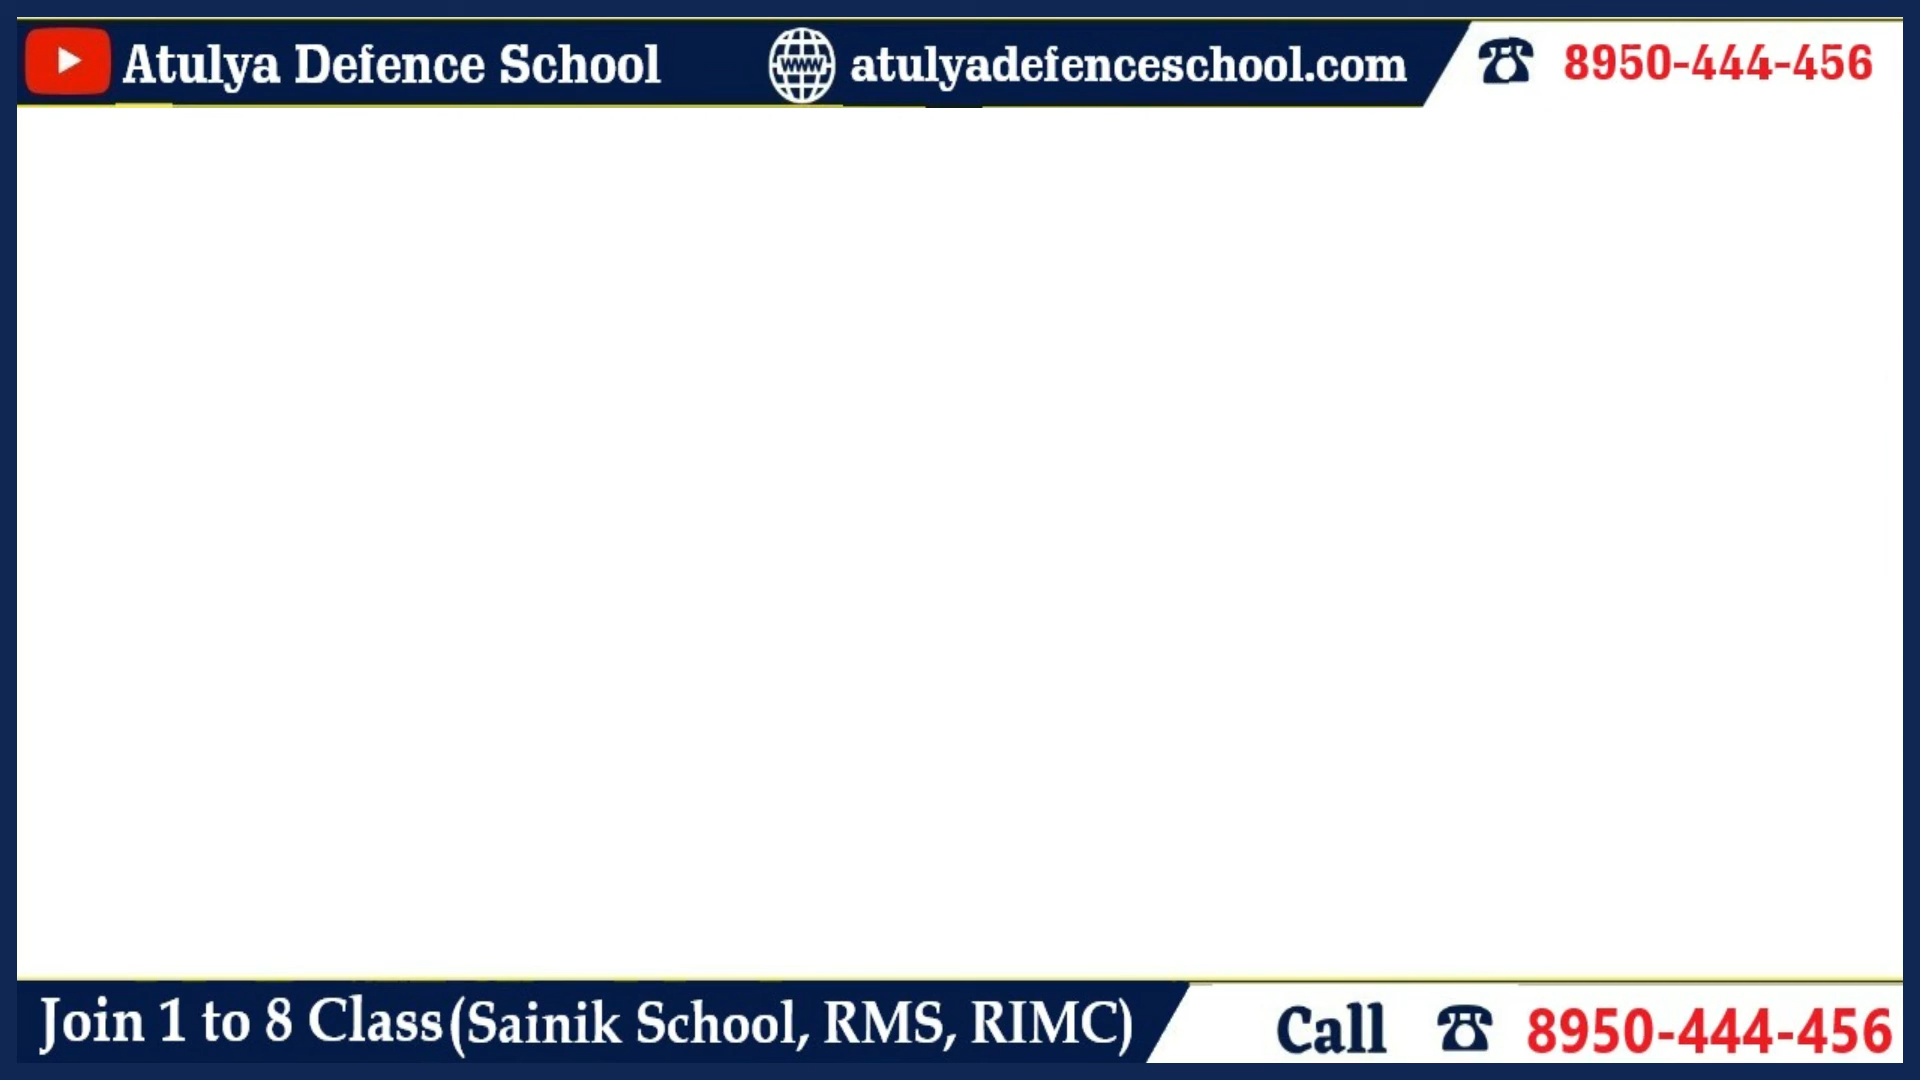 Atulya Defence School
www
atulyadefenceschool.com
8950-444-456
Join 1 to 8 Class (Sainik School, RMS, RIMC)
Call 8950-444-456